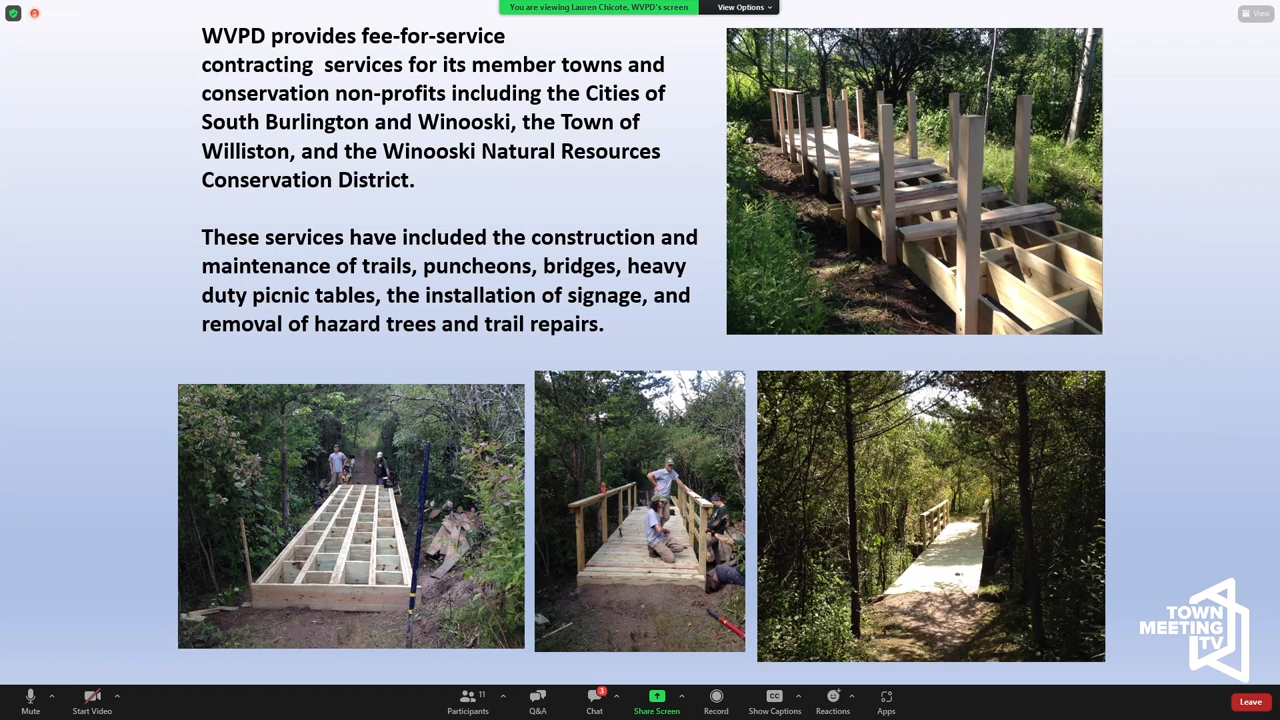 You are viewing Lauren Chicote, WVPD's screen
View Options
View
WVPD provides fee-for-service
contracting  services for its member towns and
conservation non-profits including the Cities of
South Burlington and Winooski, the Town of
Williston, and the Winooski Natural Resources
Conservation District.
These services have included the construction and
maintenance of trails, puncheons, bridges, heavy
duty picnic tables, the installation of signage, and
removal of hazard trees and trail repairs.
TOWN
MEETING
TV
Mute
Start Video
Participants
11
Q&A
Chat
3
Share Screen
Record
CC
Show Captions
Reactions
Apps
Leave